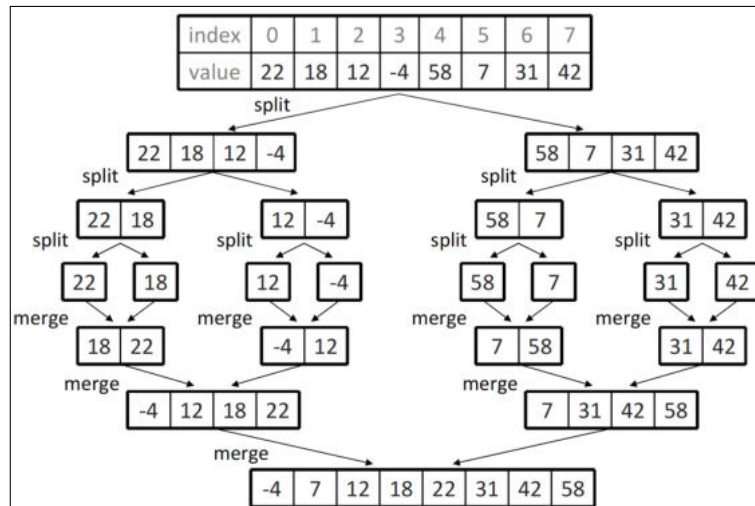 index 0 1 2 3 4 5 6 7
value 22 18 12 -4 58 7 31 42
split
22 18 12 -4 58 7 31 42
split split
22 18 12 -4 58 7 31 42
split split split split
22 18 12 -4 58 7 31 42
merge merge merge merge
18 22 -4 12 7 58 31 42
merge merge
-4 12 18 22 7 31 42 58
merge
-4 7 12 18 22 31 42 58